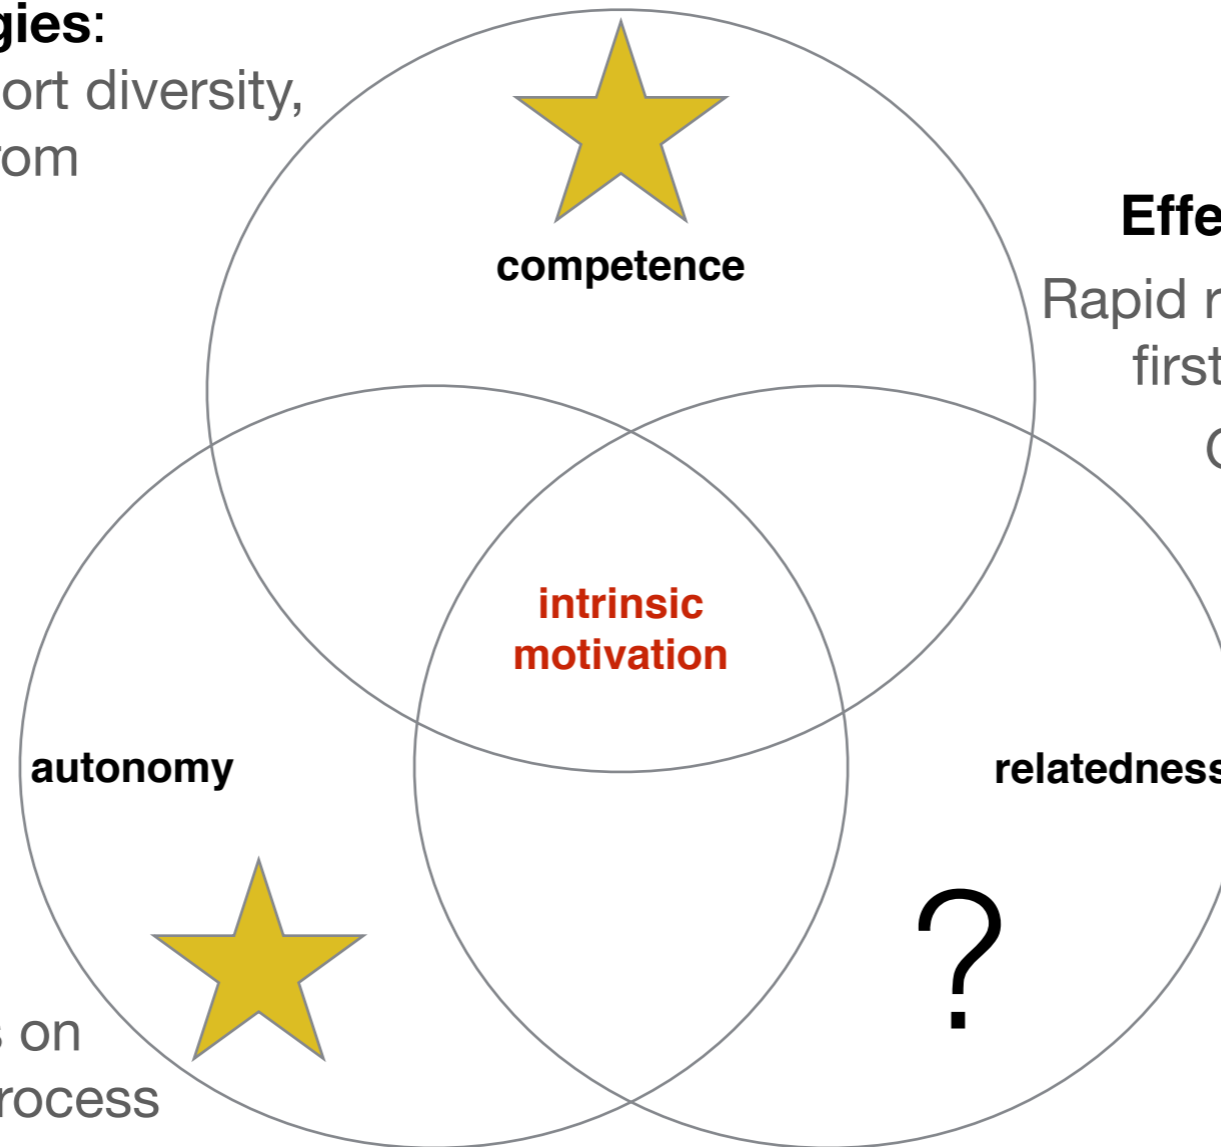 gies:
ort diversity,
rom
competence
Effe
Rapid r
first
intrinsic
motivation
autonomy
relatedness
?
s on
rocess